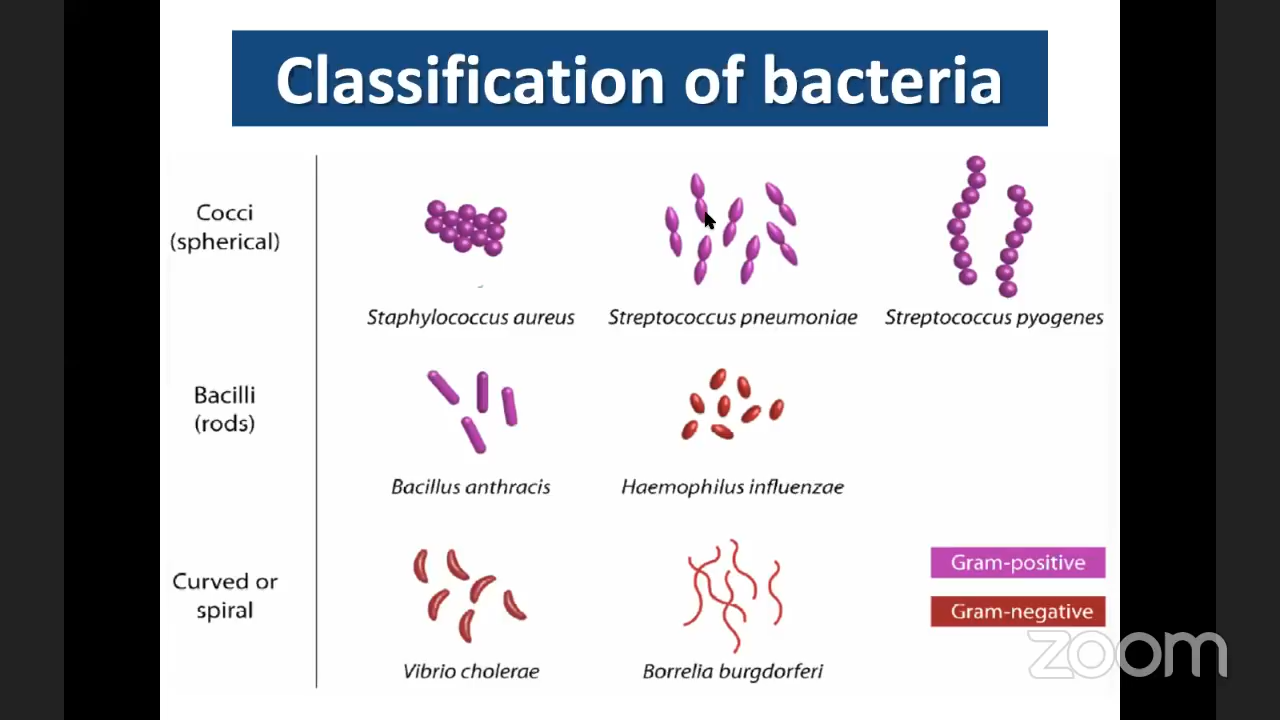 Classification of bacteria
Cocci
(spherical)
Staphylococcus aureus
Streptococcus pneumoniae
Streptococcus pyogenes
Bacilli
(rods)
Bacillus anthracis
Haemophilus influenzae
Curved or
spiral
Vibrio cholerae
Borrelia burgdorferi
Gram-positive
Gram-negative
zoom